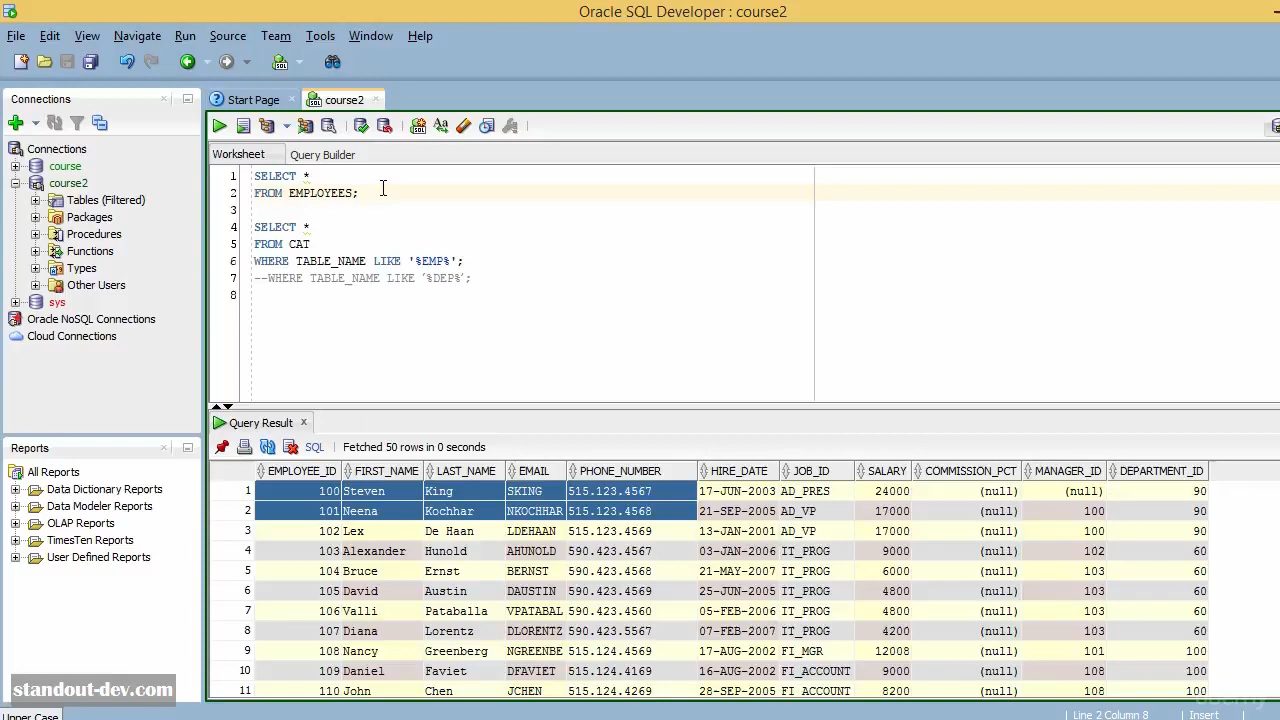 Oracle SQL Developer : course2
File Edit View Navigate Run Source Team Tools Window Help
Connections
Start Page
course2
Worksheet
Query Builder
Connections
course
course2
Tables (Filtered)
Packages
Procedures
Functions
Types
Other Users
sys
Oracle NoSQL Connections
Cloud Connections
1 SELECT *
2 FROM EMPLOYEES;
3
4 SELECT *
5 FROM CAT
6 WHERE TABLE_NAME LIKE '%EMP%';
7 --WHERE TABLE_NAME LIKE '%DEP%';
8
Reports
All Reports
Data Dictionary Reports
Data Modeler Reports
OLAP Reports
TimesTen Reports
User Defined Reports
Query Result
SQL Fetched 50 rows in 0 seconds
EMPLOYEE_ID FIRST_NAME LAST_NAME EMAIL PHONE_NUMBER HIRE_DATE JOB_ID SALARY COMMISSION_PCT MANAGER_ID DEPARTMENT_ID
1 100 Steven King SKING 515.123.4567 17-JUN-2003 AD_PRES 24000 (null) (null) 90
2 101 Neena Kochhar NKOCHHAR 515.123.4568 21-SEP-2005 AD_VP 17000 (null) 100 90
3 102 Lex De Haan LDEHAAN 515.123.4569 13-JAN-2001 AD_VP 17000 (null) 100 90
4 103 Alexander Hunold AHUNOLD 590.423.4567 03-JAN-2006 IT_PROG 9000 (null) 102 60
5 104 Bruce Ernst BERNST 590.423.4568 21-MAY-2007 IT_PROG 6000 (null) 103 60
6 105 David Austin DAUSTIN 590.423.4569 25-JUN-2005 IT_PROG 4800 (null) 103 60
7 106 Valli Pataballa VPATABAL 590.423.4560 05-FEB-2006 IT_PROG 4800 (null) 103 60
8 107 Diana Lorentz DLORENTZ 590.423.5567 07-FEB-2007 IT_PROG 4200 (null) 103 60
9 108 Nancy Greenberg NGREENBE 515.124.4569 17-AUG-2002 FI_MGR 12008 (null) 101 100
10 109 Daniel Faviet DFAVIET 515.124.4169 16-AUG-2002 FI_ACCOUNT 9000 (null) 108 100
11 110 John Chen JCHEN 515.124.4269 28-SEP-2005 FI_ACCOUNT 8200 (null) 108 100
standout-dev.com
Upper Case
Line 2 Column 8
Insert